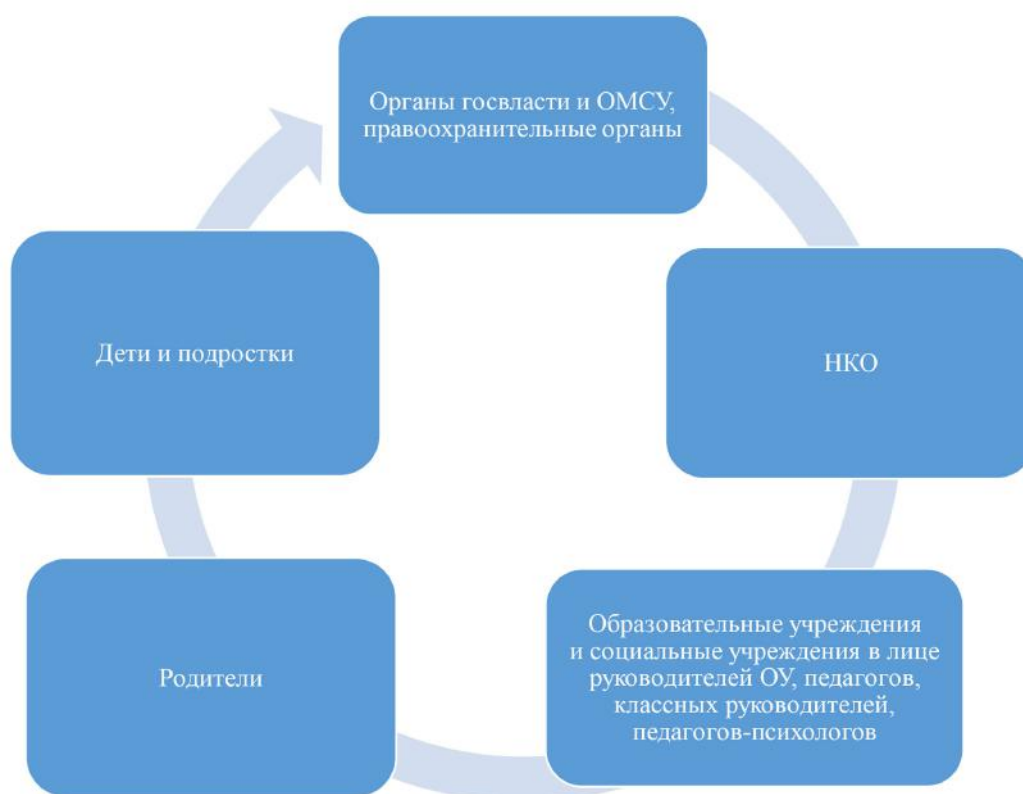 Органы госвласти и ОМСУ,
правоохранительные органы
Дети и подростки
НКО
Родители
Образовательные учреждения
и социальные учреждения в лице
руководителей ОУ, педагогов,
классных руководителей,
педагогов-психологов